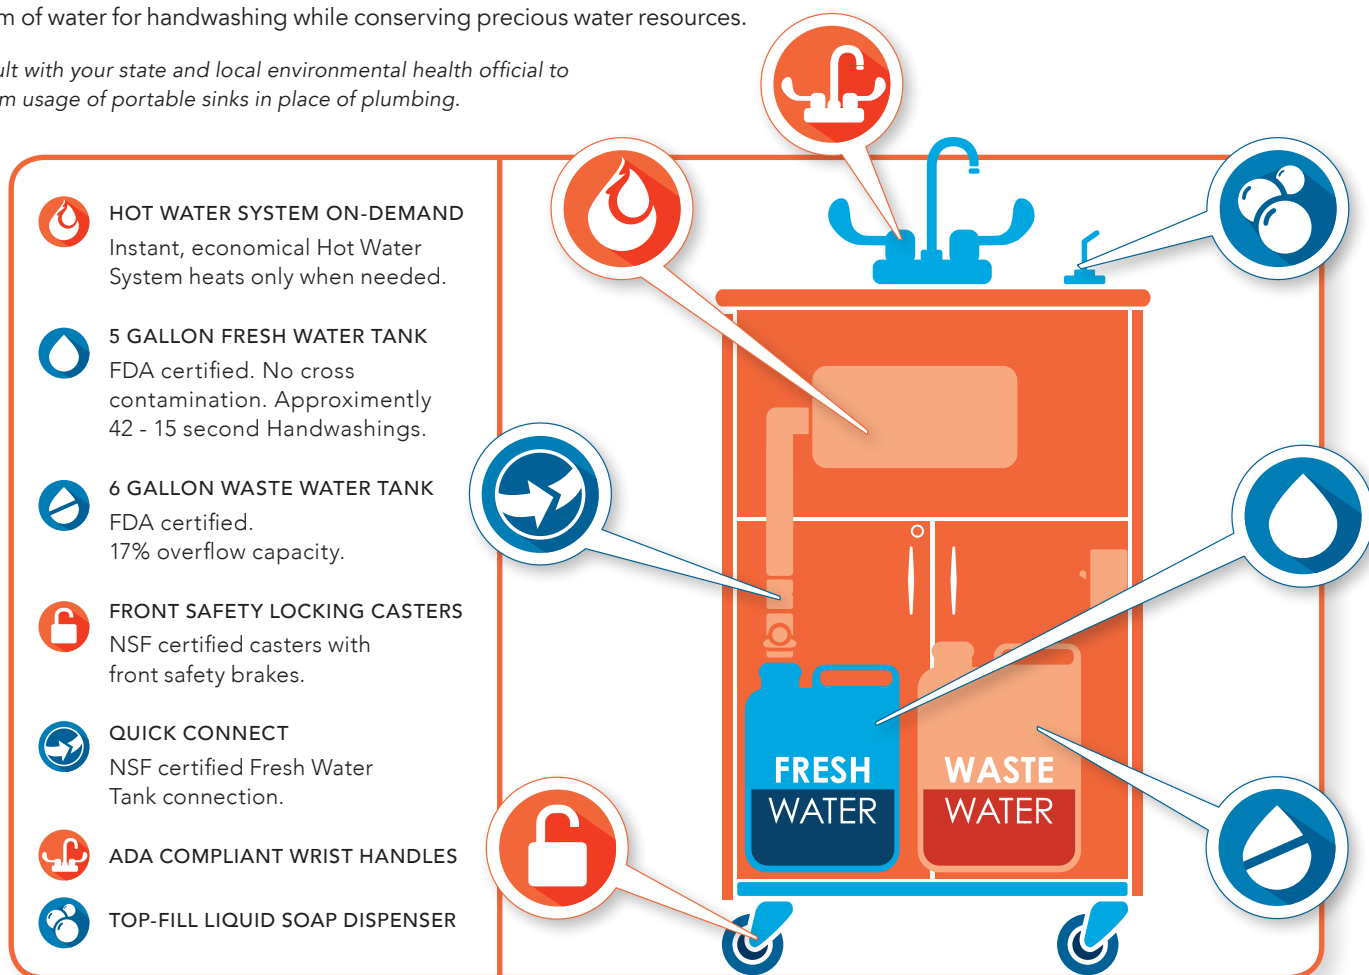 of water for handwashing while conserving precious water resources.
with your state and local environmental health official to
usage of portable sinks in place of plumbing.
HOT WATER SYSTEM ON-DEMAND
Instant, economical Hot Water
System heats only when needed.
5 GALLON FRESH WATER TANK
FDA certified. No cross
contamination. Approximently
42 - 15 second Handwashings.
6 GALLON WASTE WATER TANK
FDA certified.
17% overflow capacity.
FRONT SAFETY LOCKING CASTERS
NSF certified casters with
front safety brakes.
QUICK CONNECT
NSF certified Fresh Water
Tank connection.
ADA COMPLIANT WRIST HANDLES
TOP-FILL LIQUID SOAP DISPENSER
FRESH
WATER
WASTE
WATER